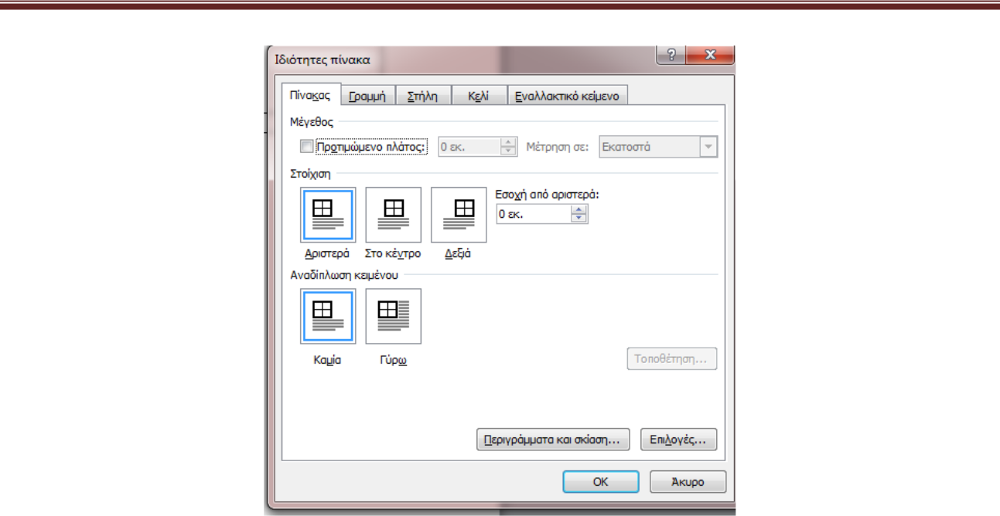 Ιδιότητες πίνακα
Πίνακας Γραμμή Στήλη Κελί Εναλλακτικό κείμενο
Μέγεθος
Προτιμώμενο πλάτος: 0 εκ. Μέτρηση σε: Εκατοστά
Στοίχιση
Εσοχή από αριστερά:
0 εκ.
Αριστερά Στο κέντρο Δεξιά
Αναδίπλωση κειμένου
Καμία Γύρω
Τοποθέτηση...
Περιγράμματα και σκίαση... Επιλογές...
OK Άκυρο